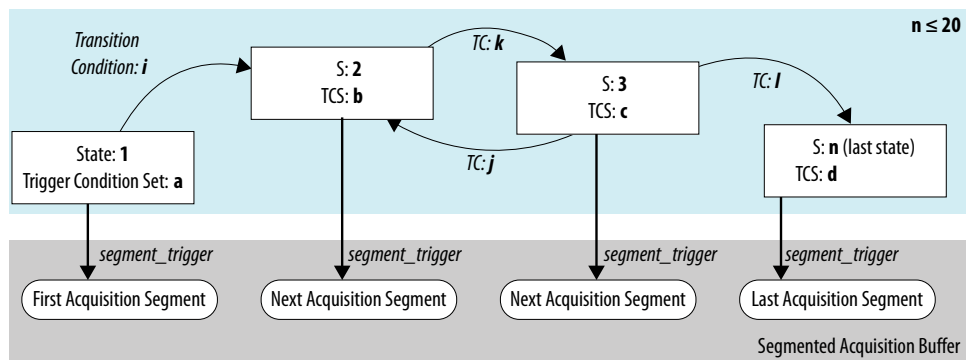 n ≤ 20
Transition
Condition: i
TC: k
S: 2
TCS: b
S: 3
TCS: c
TC: l
TC: j
State: 1
Trigger Condition Set: a
S: n (last state)
TCS: d
segment_trigger
segment_trigger
segment_trigger
segment_trigger
First Acquisition Segment
Next Acquisition Segment
Next Acquisition Segment
Last Acquisition Segment
Segmented Acquisition Buffer